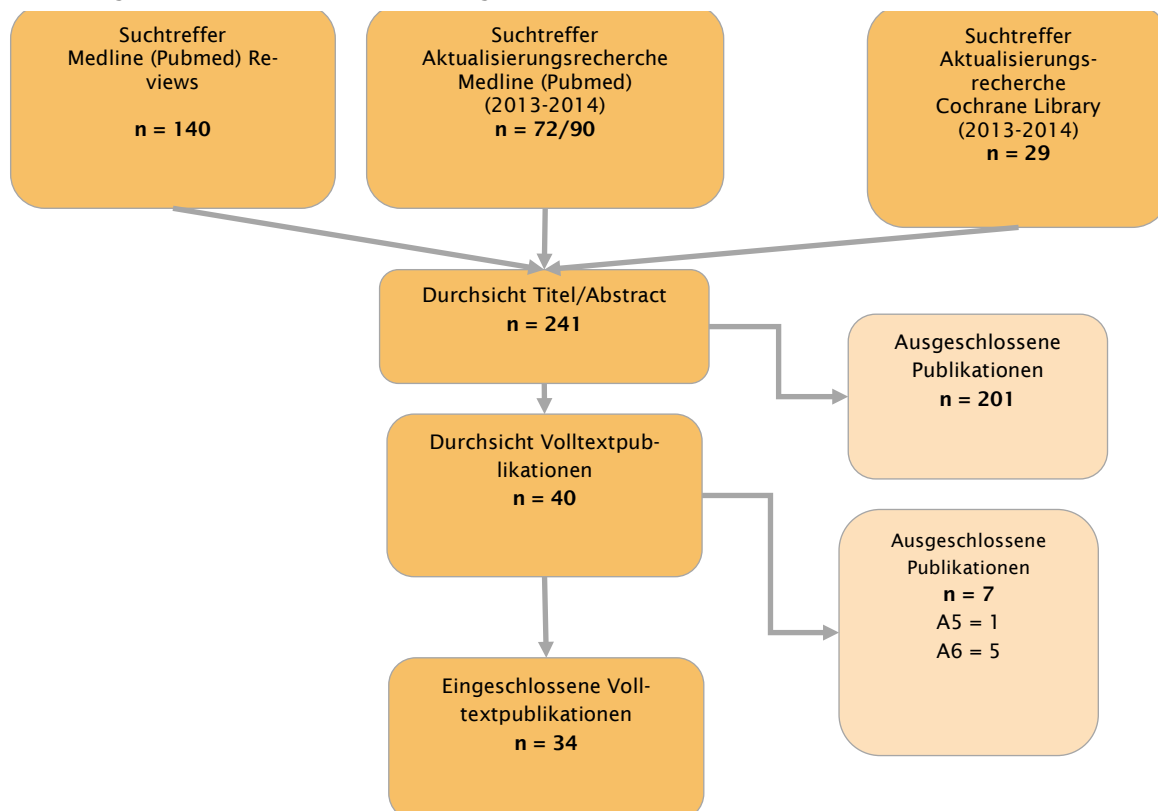 Suchtreffer
Medline (Pubmed) Re-
views
n = 140
Suchtreffer
Aktualisierungsrecherche
Medline (Pubmed)
(2013-2014)
n = 72/90
Suchtreffer
Aktualisierungs-
recherche
Cochrane Library
(2013-2014)
n = 29
Durchsicht Titel/Abstract
n = 241
Ausgeschlossene
Publikationen
n = 201
Durchsicht Volltextpub-
likationen
n = 40
Ausgeschlossene
Publikationen
n = 7
A5 = 1
A6 = 5
Eingeschlossene Voll-
textpublikationen
n = 34